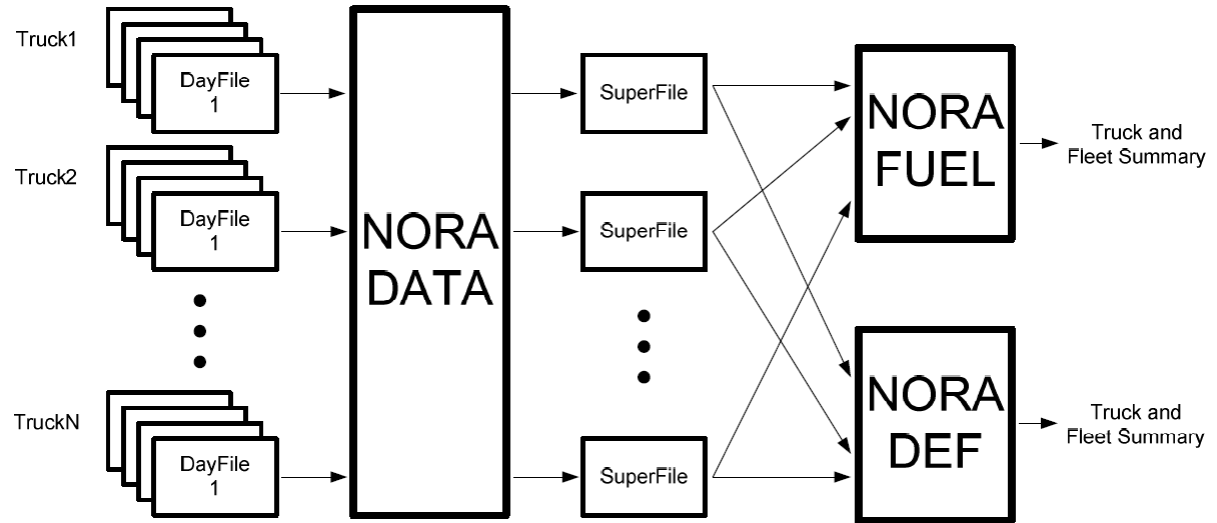 Truck1
DayFile
1
SuperFile
Truck2
DayFile
1
SuperFile
NORA
DATA
NORA
FUEL
Truck and
Fleet Summary
TruckN
DayFile
1
SuperFile
NORA
DEF
Truck and
Fleet Summary